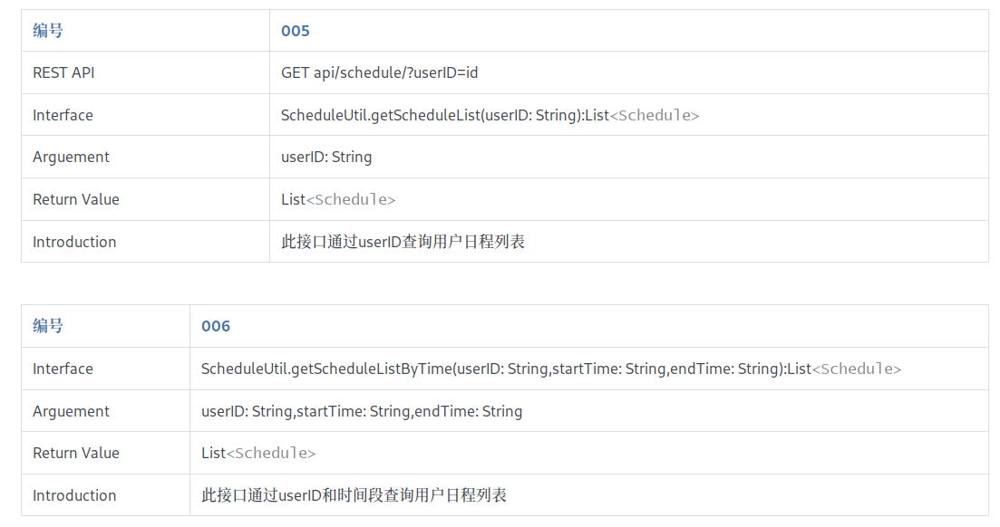 编号 005
REST API GET api/schedule/?userID=id
Interface ScheduleUtil.getScheduleList(userID: String):List<Schedule>
Arguement userID: String
Return Value List<Schedule>
Introduction 此接口通过userID查询用户日程列表
编号 006
Interface ScheduleUtil.getScheduleListByTime(userID: String,startTime: String,endTime: String):List<Schedule>
Arguement userID: String,startTime: String,endTime: String
Return Value List<Schedule>
Introduction 此接口通过userID和时间段查询用户日程列表